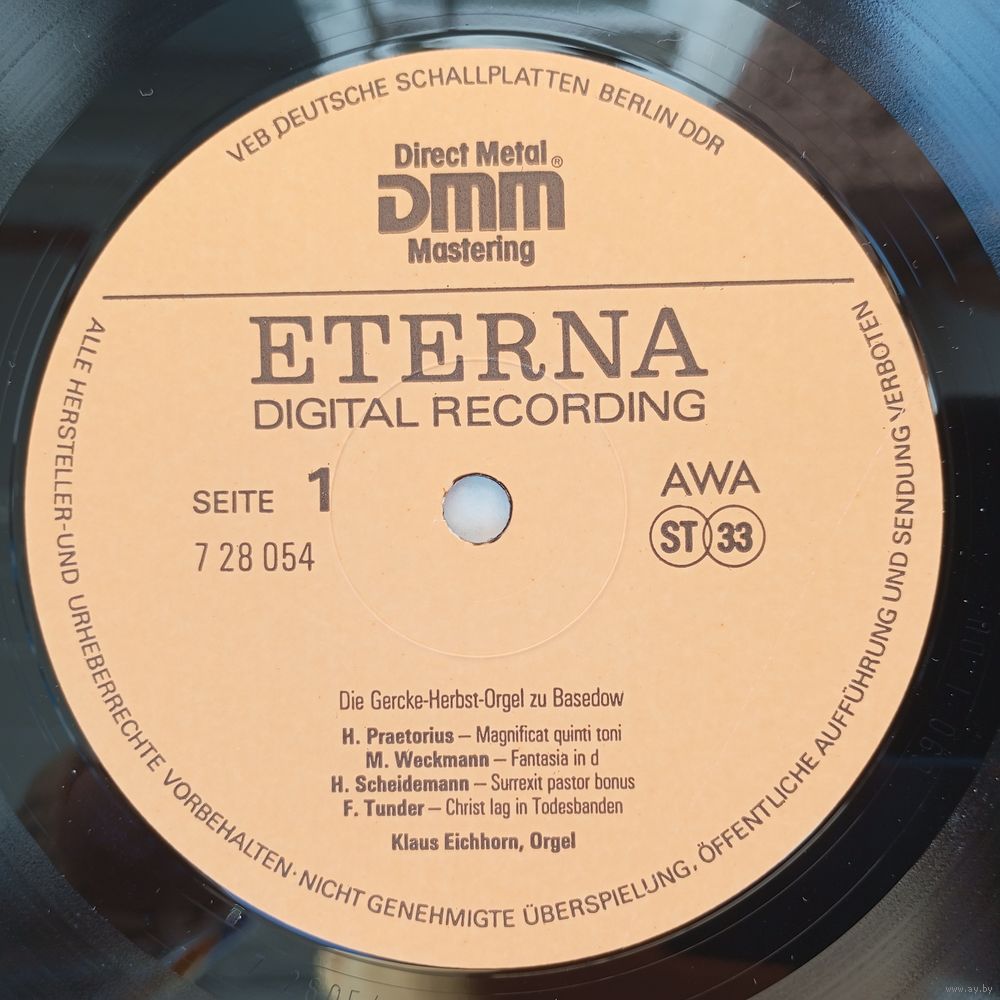 VEB DEUTSCHE SCHALLPLATTEN BERLIN DDR
Direct Metal ®
DMM
Mastering
ETERNA
DIGITAL RECORDING
SEITE 1
7 28 054
AWA
ST 33
Die Gercke-Herbst-Orgel zu Basedow
H. Praetorius – Magnificat quinti toni
M. Weckmann – Fantasia in d
H. Scheidemann – Surrexit pastor bonus
F. Tunder – Christ lag in Todesbanden
Klaus Eichhorn, Orgel
ALLE HERSTELLER-UND URHEBERRECHTE VORBEHALTEN· NICHT GENEHMIGTE ÜBERSPIELUNG, ÖFFENTLICHE AUFFÜHRUNG UND SENDUNG VERBOTEN
www.ay.by